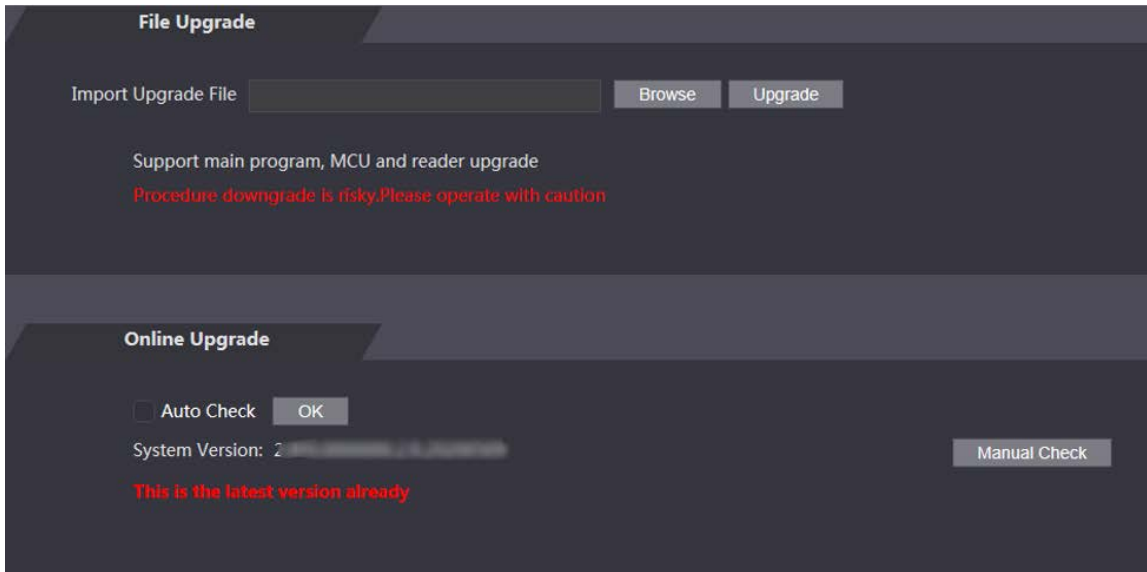 File Upgrade
Import Upgrade File Browse Upgrade
Support main program, MCU and reader upgrade
Procedure downgrade is risky.Please operate with caution
Online Upgrade
Auto Check OK
System Version: 2 Manual Check
This is the latest version already